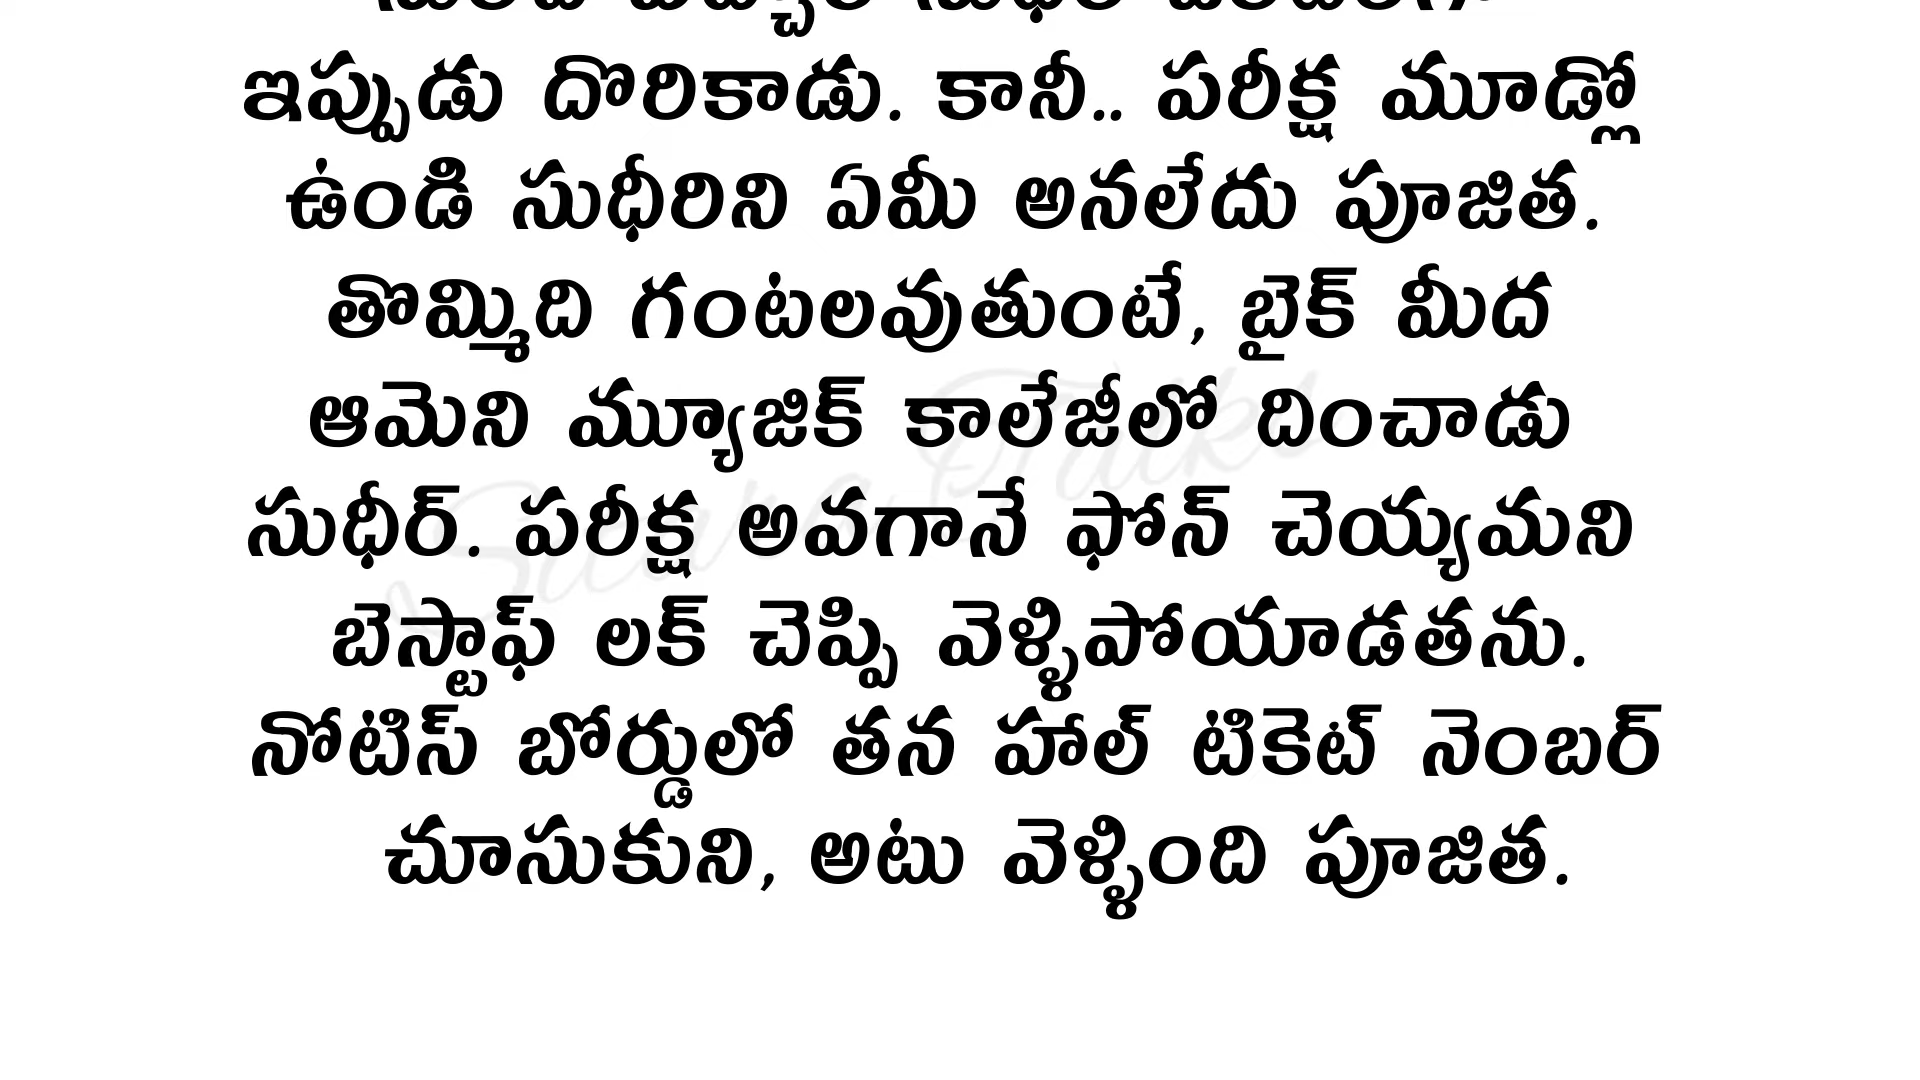 ఇప్పుడు దొరికాడు. కానీ.. పరీక్ష మూడ్లో
ఉండి సుధీరిని ఏమీ అనలేదు పూజిత.
తొమ్మిది గంటలవుతుంటే, బైక్ మీద
ఆమెని మ్యూజిక్ కాలేజీలో దించాడు
సుధీర్. పరీక్ష అవగానే ఫోన్ చెయ్యమని
బెస్టాఫ్ లక్ చెప్పి వెళ్ళిపోయాడతను.
నోటిస్ బోర్డులో తన హాల్ టికెట్ నెంబర్
చూసుకుని, అటు వెళ్ళింది పూజిత.